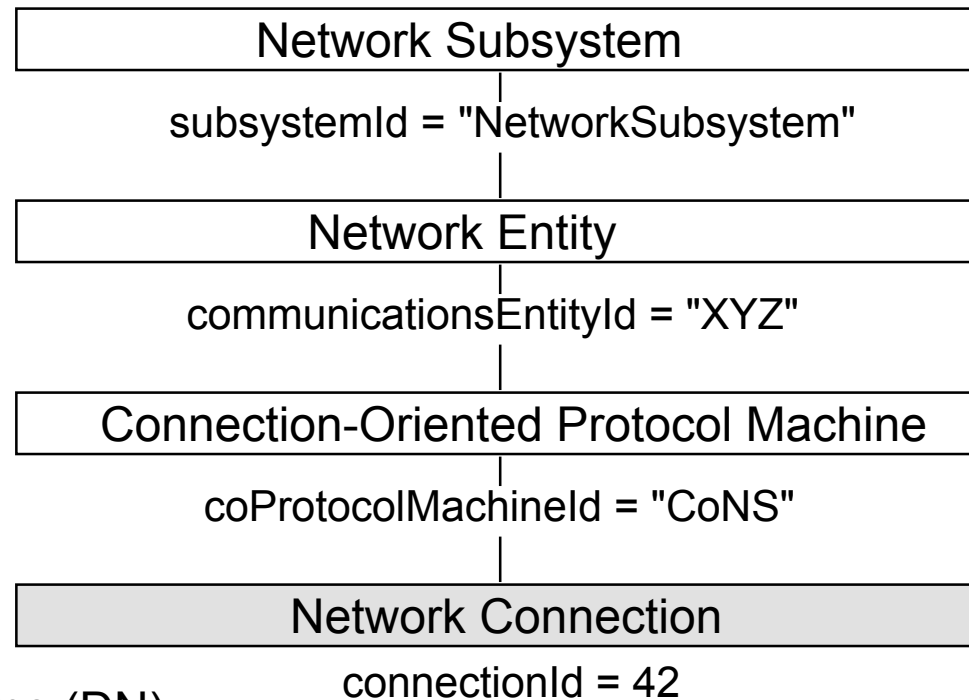 Network Subsystem
subsystemId = "NetworkSubsystem"
Network Entity
communicationsEntityId = "XYZ"
Connection-Oriented Protocol Machine
coProtocolMachineId = "CoNS"
Network Connection
connectionId = 42
(DN)